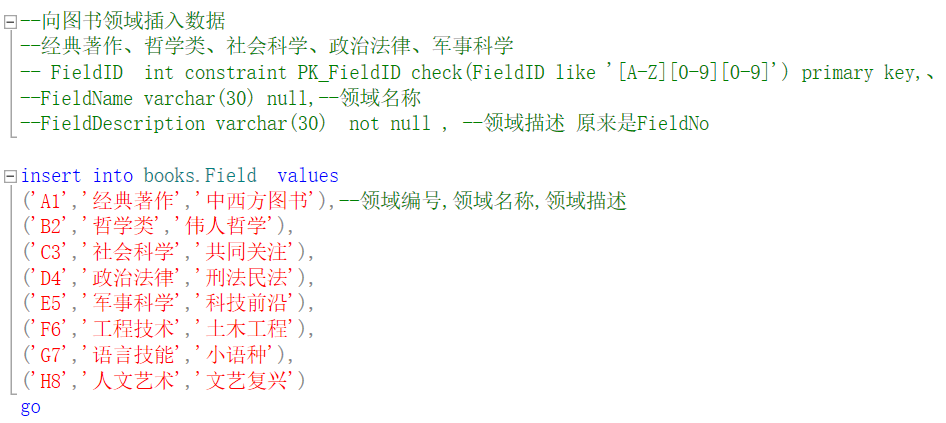 --向图书领域插入数据
--经典著作、哲学类、社会科学、政治法律、军事科学
-- FieldID  int constraint PK_FieldID check(FieldID like '[A-Z][0-9][0-9]') primary key,、
--FieldName varchar(30) null,--领域名称
--FieldDescription varchar(30)  not null , --领域描述 原来是FieldNo
insert into books.Field  values
('A1','经典著作','中西方图书'),--领域编号,领域名称,领域描述
('B2','哲学类','伟人哲学'),
('C3','社会科学','共同关注'),
('D4','政治法律','刑法民法'),
('E5','军事科学','科技前沿'),
('F6','工程技术','土木工程'),
('G7','语言技能','小语种'),
('H8','人文艺术','文艺复兴')
go